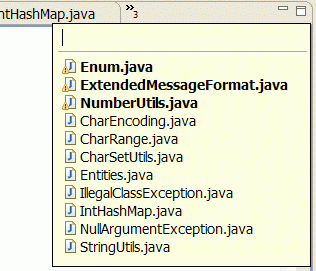 ntHashMap.java
»3
Enum.java
ExtendedMessageFormat.java
NumberUtils.java
CharEncoding.java
CharRange.java
CharSetUtils.java
Entities.java
IllegalClassException.java
IntHashMap.java
NullArgumentException.java
StringUtils.java